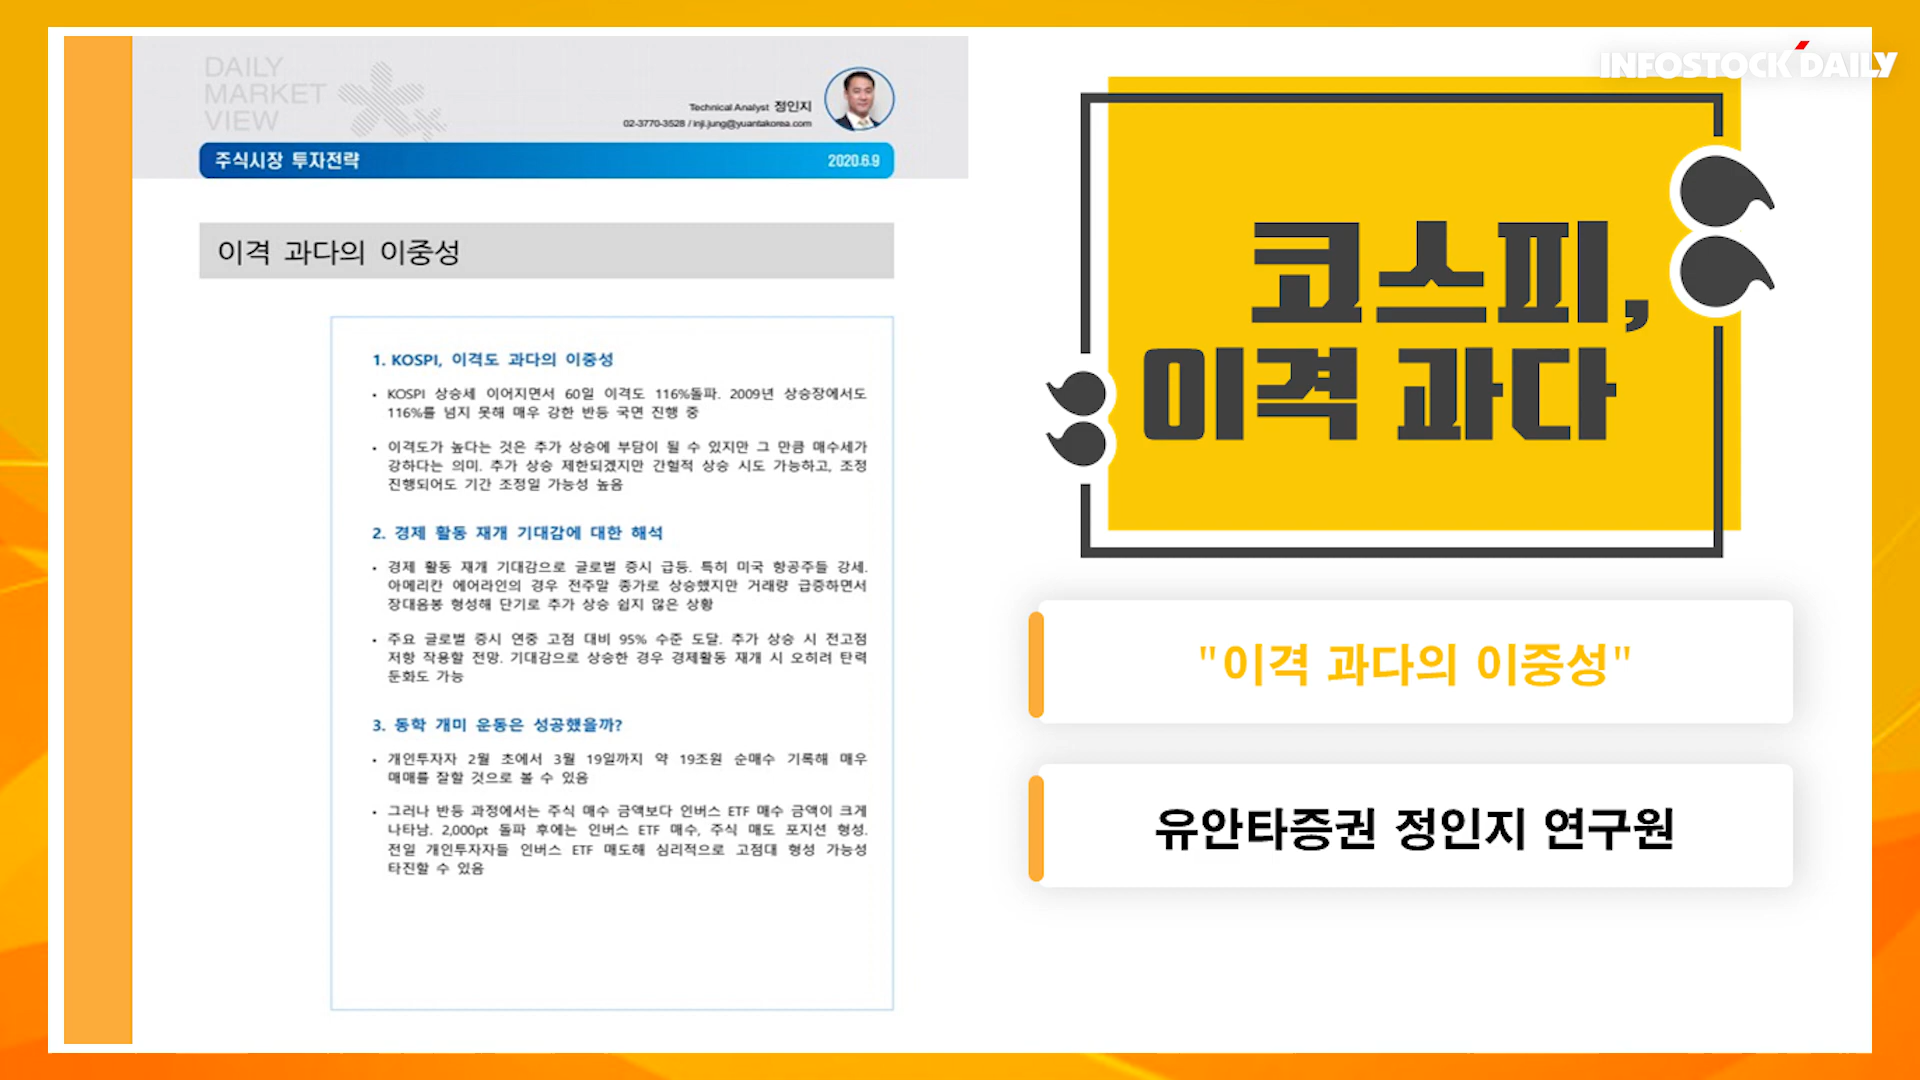 DAILY
MARKET
VIEW
Technical Analyst 정인지
02-3770-3528 / inji.jung@yuantakorea.com
주식시장 투자전략
2020.6.9
이격 과다의 이중성
1. KOSPI, 이격도 과다의 이중성
• KOSPI 상승세 이어지면서 60일 이격도 116%돌파. 2009년 상승장에서도
116%를 넘지 못해 매우 강한 반등 국면 진행 중
• 이격도가 높다는 것은 추가 상승에 부담이 될 수 있지만 그 만큼 매수세가
강하다는 의미. 추가 상승 제한되겠지만 간헐적 상승 시도 가능하고, 조정
진행되어도 기간 조정일 가능성 높음
2. 경제 활동 재개 기대감에 대한 해석
• 경제 활동 재개 기대감으로 글로벌 증시 급등. 특히 미국 항공주들 강세.
아메리칸 에어라인의 경우 전주말 종가로 상승했지만 거래량 급증하면서
장대음봉 형성해 단기로 추가 상승 쉽지 않은 상황
• 주요 글로벌 증시 연중 고점 대비 95% 수준 도달. 추가 상승 시 전고점
저항 작용할 전망. 기대감으로 상승한 경우 경제활동 재개 시 오히려 탄력
둔화도 가능
3. 동학 개미 운동은 성공했을까?
• 개인투자자 2월 초에서 3월 19일까지 약 19조원 순매수 기록해 매우
매매를 잘할 것으로 볼 수 있음
• 그러나 반등 과정에서는 주식 매수 금액보다 인버스 ETF 매수 금액이 크게
나타남. 2,000pt 돌파 후에는 인버스 ETF 매수, 주식 매도 포지션 형성.
전일 개인투자자들 인버스 ETF 매도해 심리적으로 고점대 형성 가능성
타진할 수 있음
INFOSTOCK DAILY
코스피,
이격 과다
"이격 과다의 이중성"
유안타증권 정인지 연구원